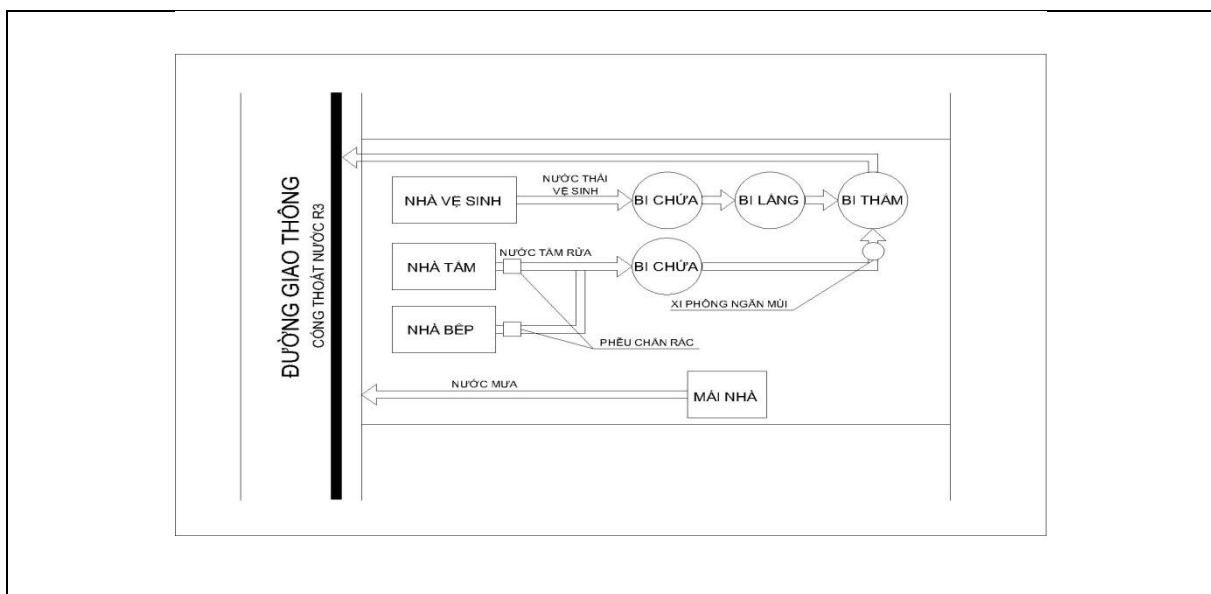 ĐƯỜNG GIAO THÔNG
CỐNG THOÁT NƯỚC R3
NHÀ VỆ SINH
NƯỚC THẢI
VỆ SINH
BI CHỨA
BI LẮNG
BI THẤM
NHÀ TẮM
NƯỚC TẮM RỬA
BI CHỨA
XI PHÔNG NGĂN MÙI
NHÀ BẾP
PHỄU CHẮN RÁC
NƯỚC MƯA
MÁI NHÀ